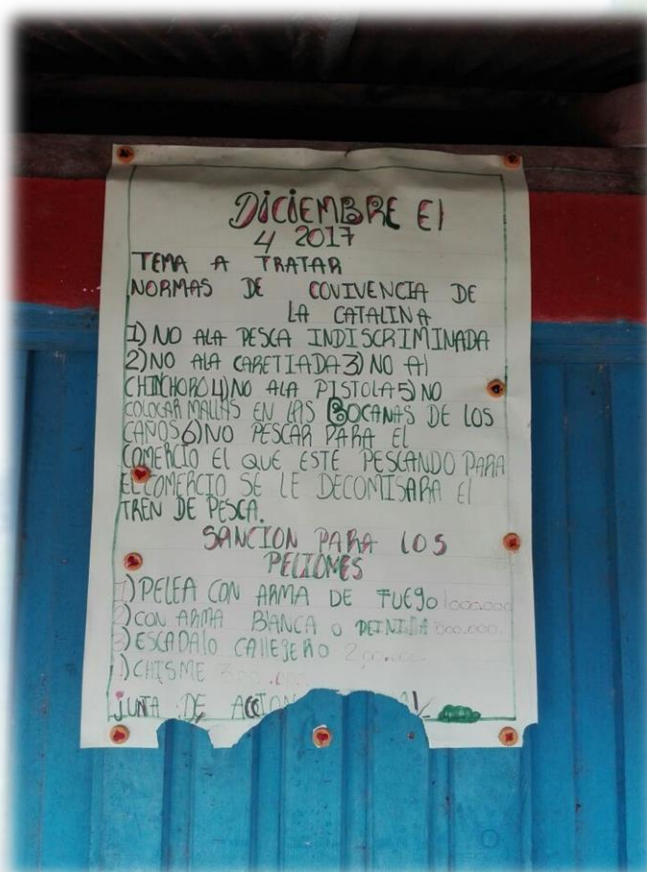 DICIEMBRE El
4 2017
TEMA A TRATAR
NORMAS DE COVIVENCIA DE
LA CATALINA
1) NO ALA PESCA INDISCRIMINADA
2) NO ALA CARETIADA 3) NO Al
CHINCHORO 4) NO ALA PISTOLA 5) NO
COLOCAR MALLAS EN LAS BOCANAS DE LOS
CAÑOS 6) NO PESCAR PARA EL
COMERCIO EL QUE ESTE PESCANDO PARA
EL COMERCIO SE LE DECOMISARA El
TREN DE PESCA.
SANCION PARA LOS
PELIONES
1) PELEA CON ARMA DE FUEGO 1000.000
2) CON ARMA BLANCA O
3) ESCADALO CAllEJERO
) CHISME
JUNTA DE ACCION